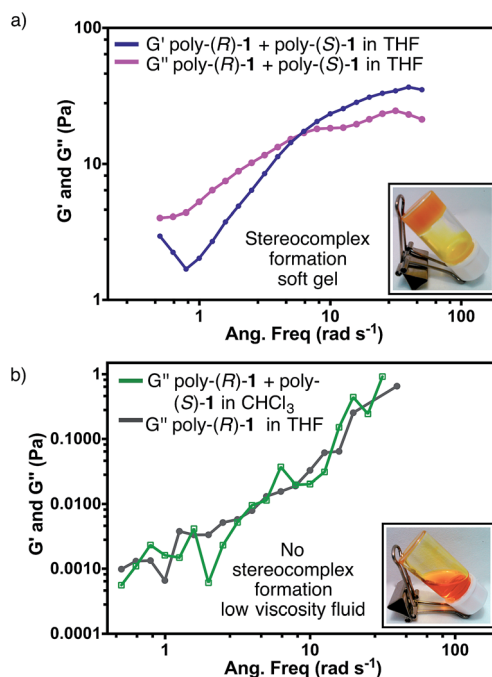 a)
G' poly-(R)-1 + poly-(S)-1 in THF
G" poly-(R)-1 + poly-(S)-1 in THF
G' and G" (Pa)
100
10
1
Stereocomplex
formation
soft gel
1
10
100
Ang. Freq (rad s⁻¹)
b)
G" poly-(R)-1 + poly-
(S)-1 in CHCl₃
G" poly-(R)-1 in THF
G' and G" (Pa)
1
0.1000
0.0100
0.0010
0.0001
No
stereocomplex
formation
low viscosity fluid
1
10
100
Ang. Freq (rad s⁻¹)